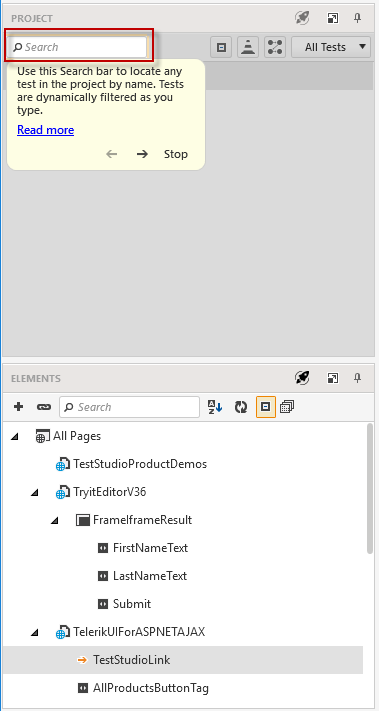 PROJECT
Search
All Tests
Use this Search bar to locate any
test in the project by name. Tests
are dynamically filtered as you
type.
Read more
Stop
ELEMENTS
Search
All Pages
TestStudioProductDemos
TryitEditorV36
FrameIframeResult
FirstNameText
LastNameText
Submit
TelerikUIForASPNETAJAX
TestStudioLink
AllProductsButtonTag